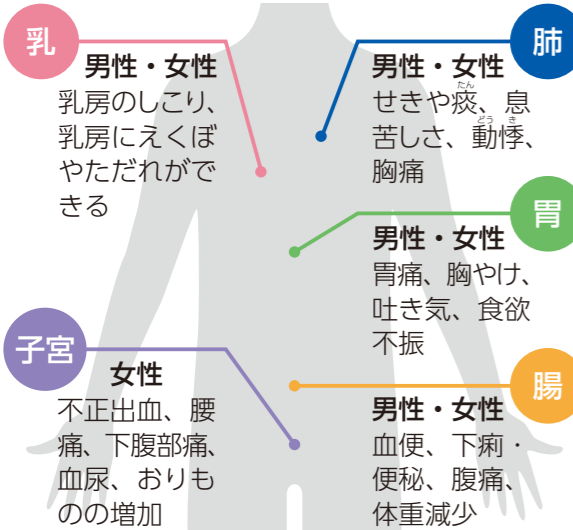 乳
男性・女性
乳房のしこり、
乳房にえくぼ
やただれがで
きる
肺
男性・女性
せきや痰、息
たん
苦しさ、動悸、
どうき
胸痛
胃
男性・女性
胃痛、胸やけ、
吐き気、食欲
不振
子宮
女性
不正出血、腰
痛、下腹部痛、
血尿、おりも
のの増加
腸
男性・女性
血便、下痢・
便秘、腹痛、
体重減少